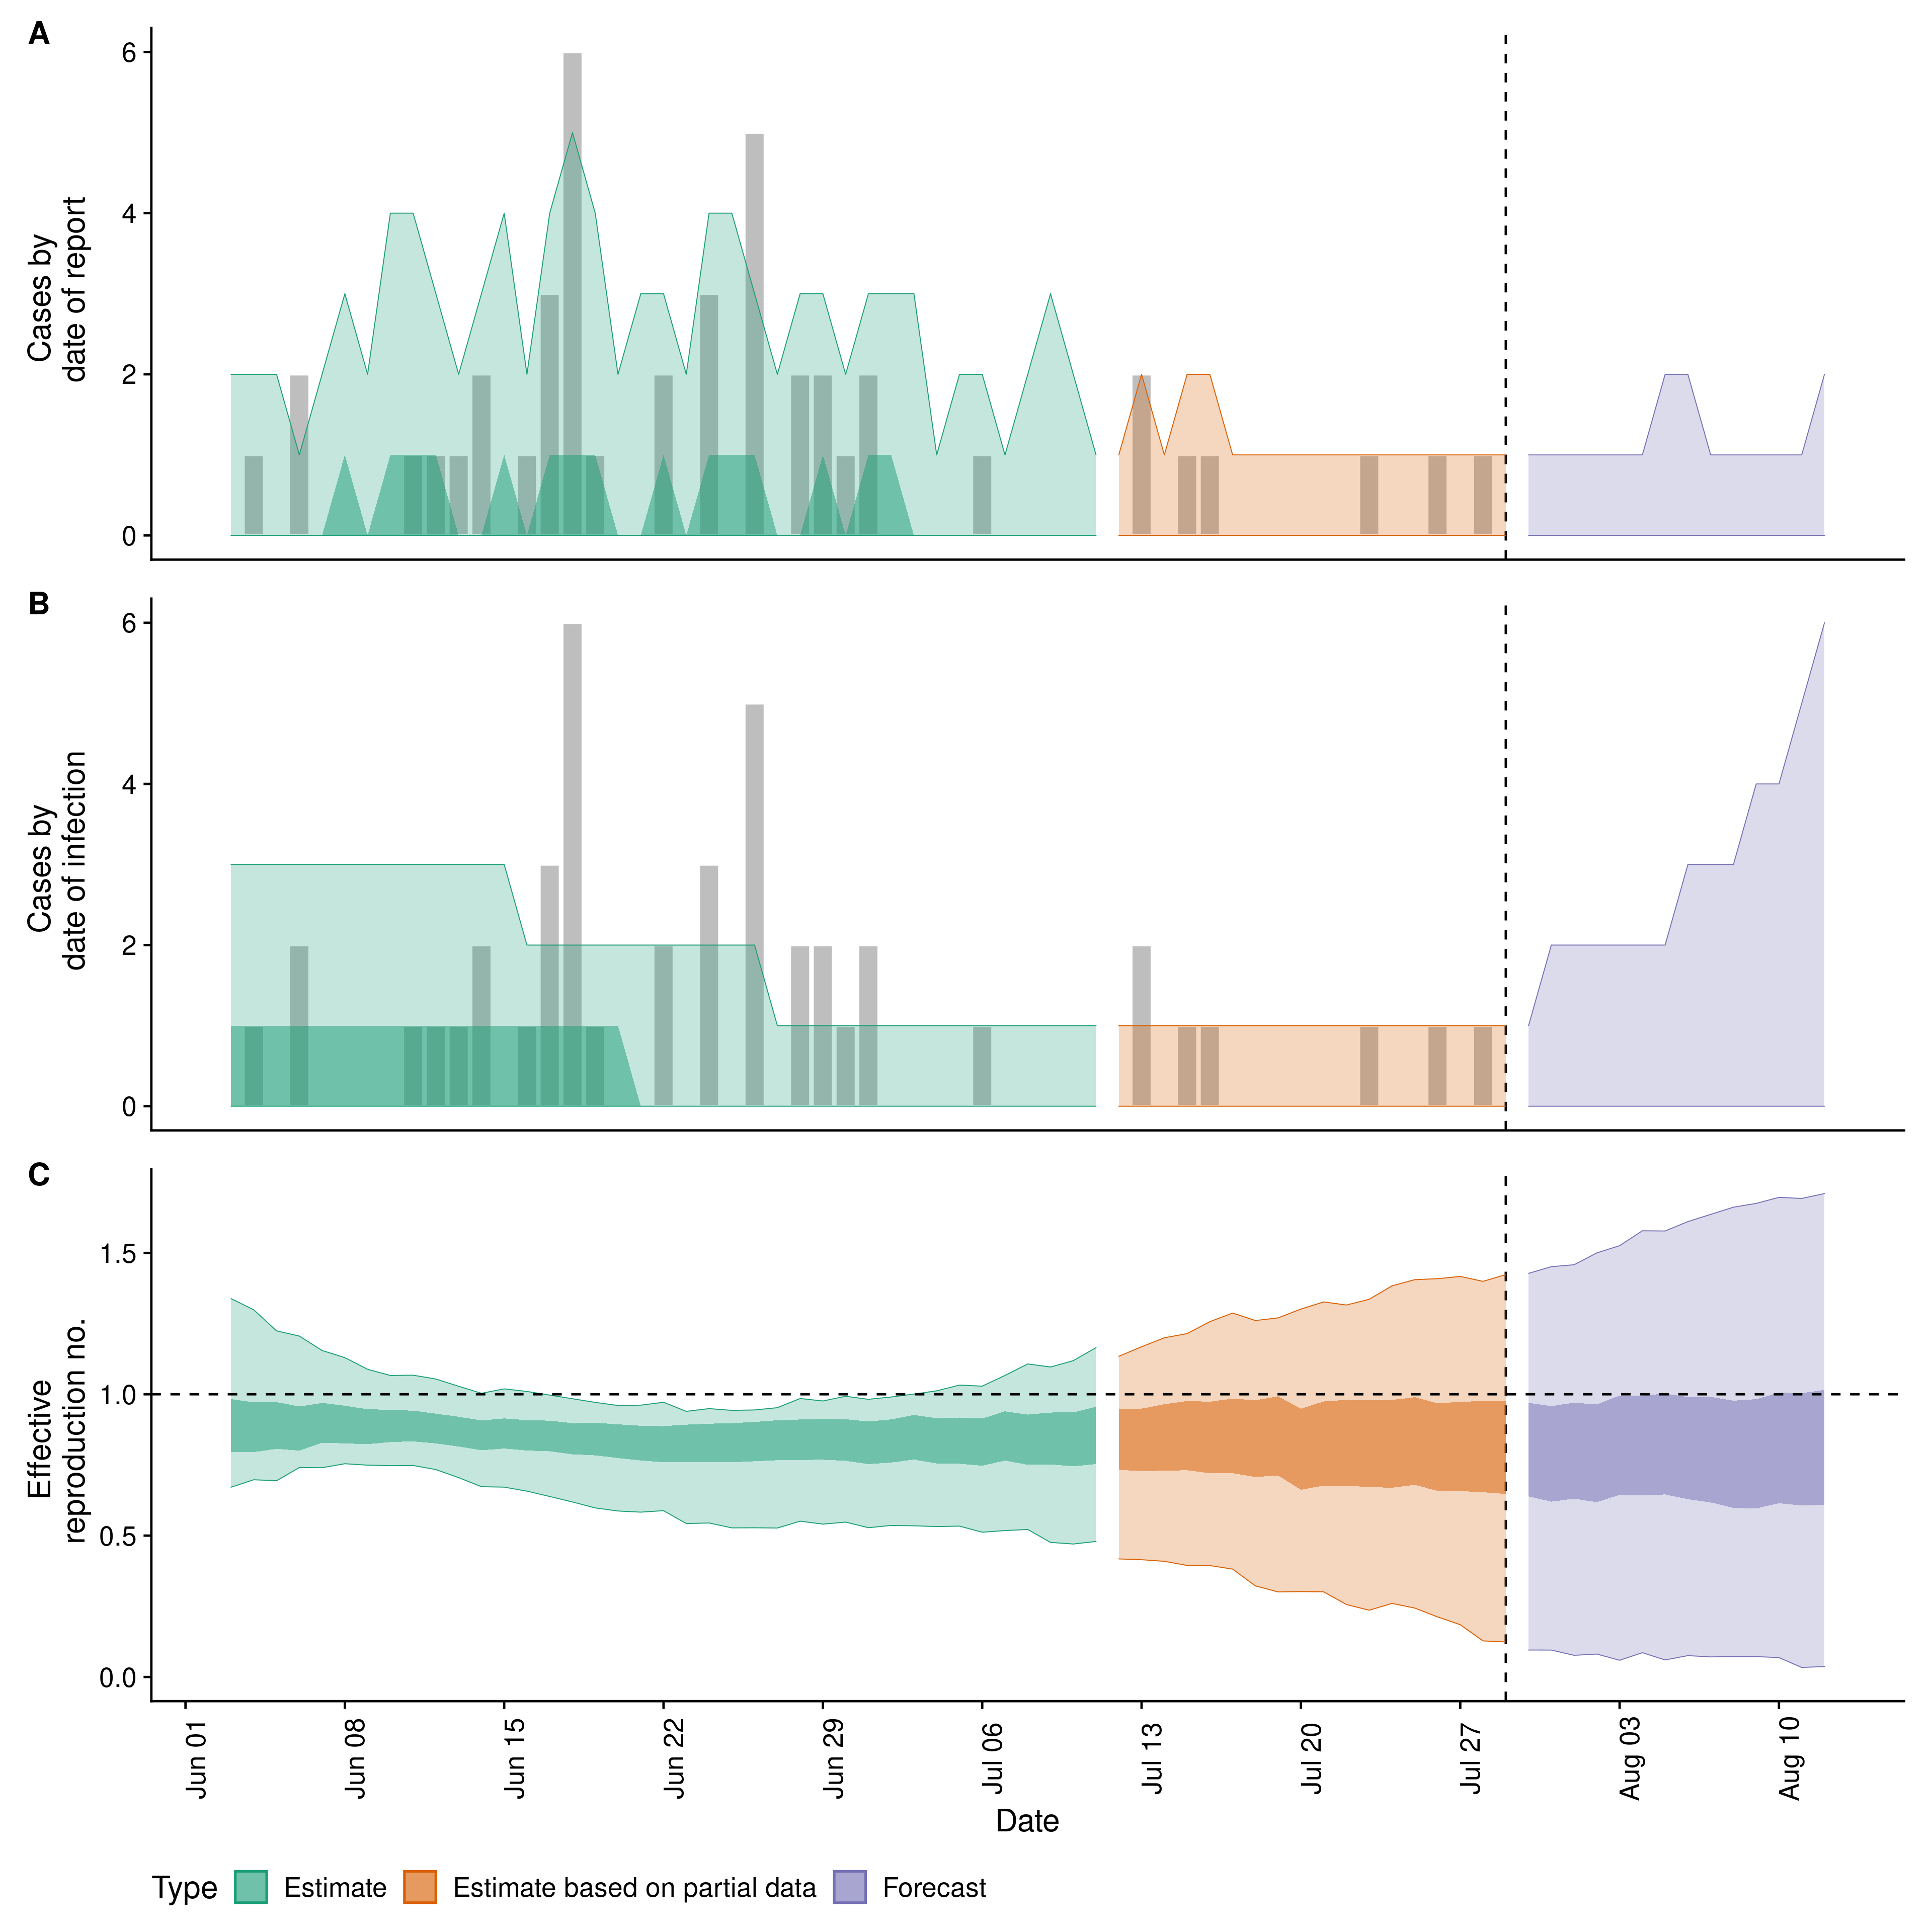 A
6
4
2
0
Cases by
date of report
B
6
4
2
0
Cases by
date of infection
C
1.5
1.0
0.5
0.0
Effective
reproduction no.
Jun 01
Jun 08
Jun 15
Jun 22
Jun 29
Jul 06
Jul 13
Jul 20
Jul 27
Aug 03
Aug 10
Date
Type Estimate Estimate based on partial data Forecast